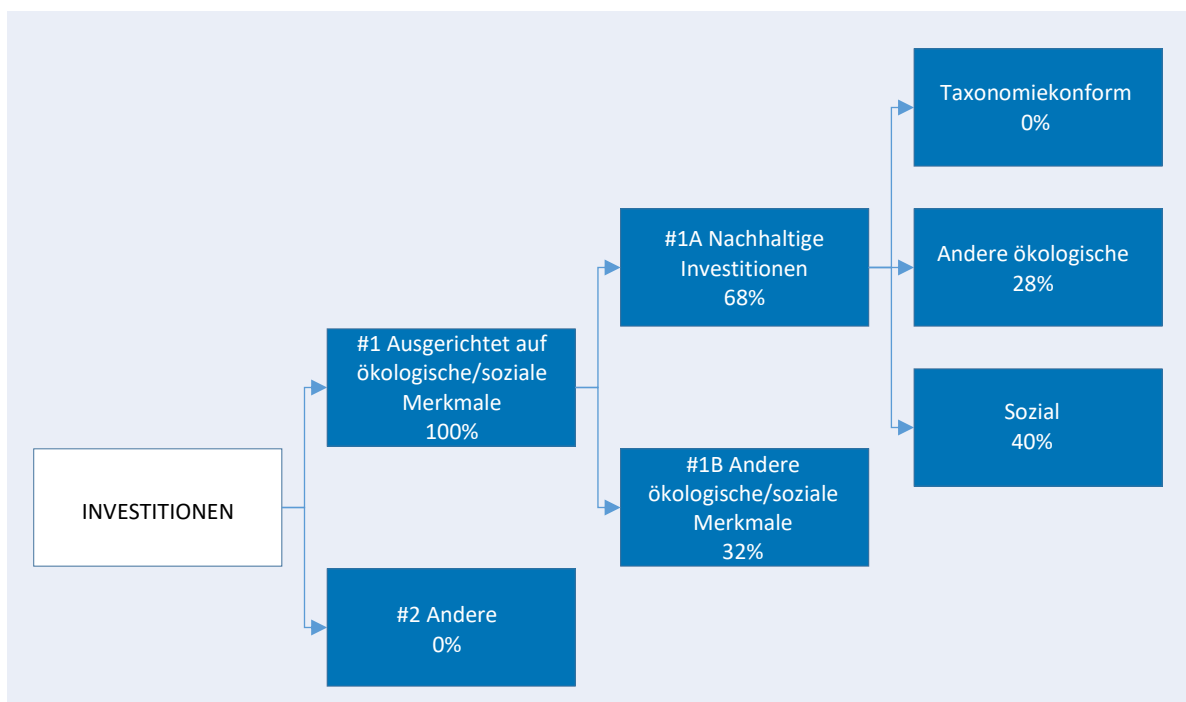 INVESTITIONEN
#1 Ausgerichtet auf
ökologische/soziale
Merkmale
100%
#2 Andere
0%
#1A Nachhaltige
Investitionen
68%
#1B Andere
ökologische/soziale
Merkmale
32%
Taxonomiekonform
0%
Andere ökologische
28%
Sozial
40%